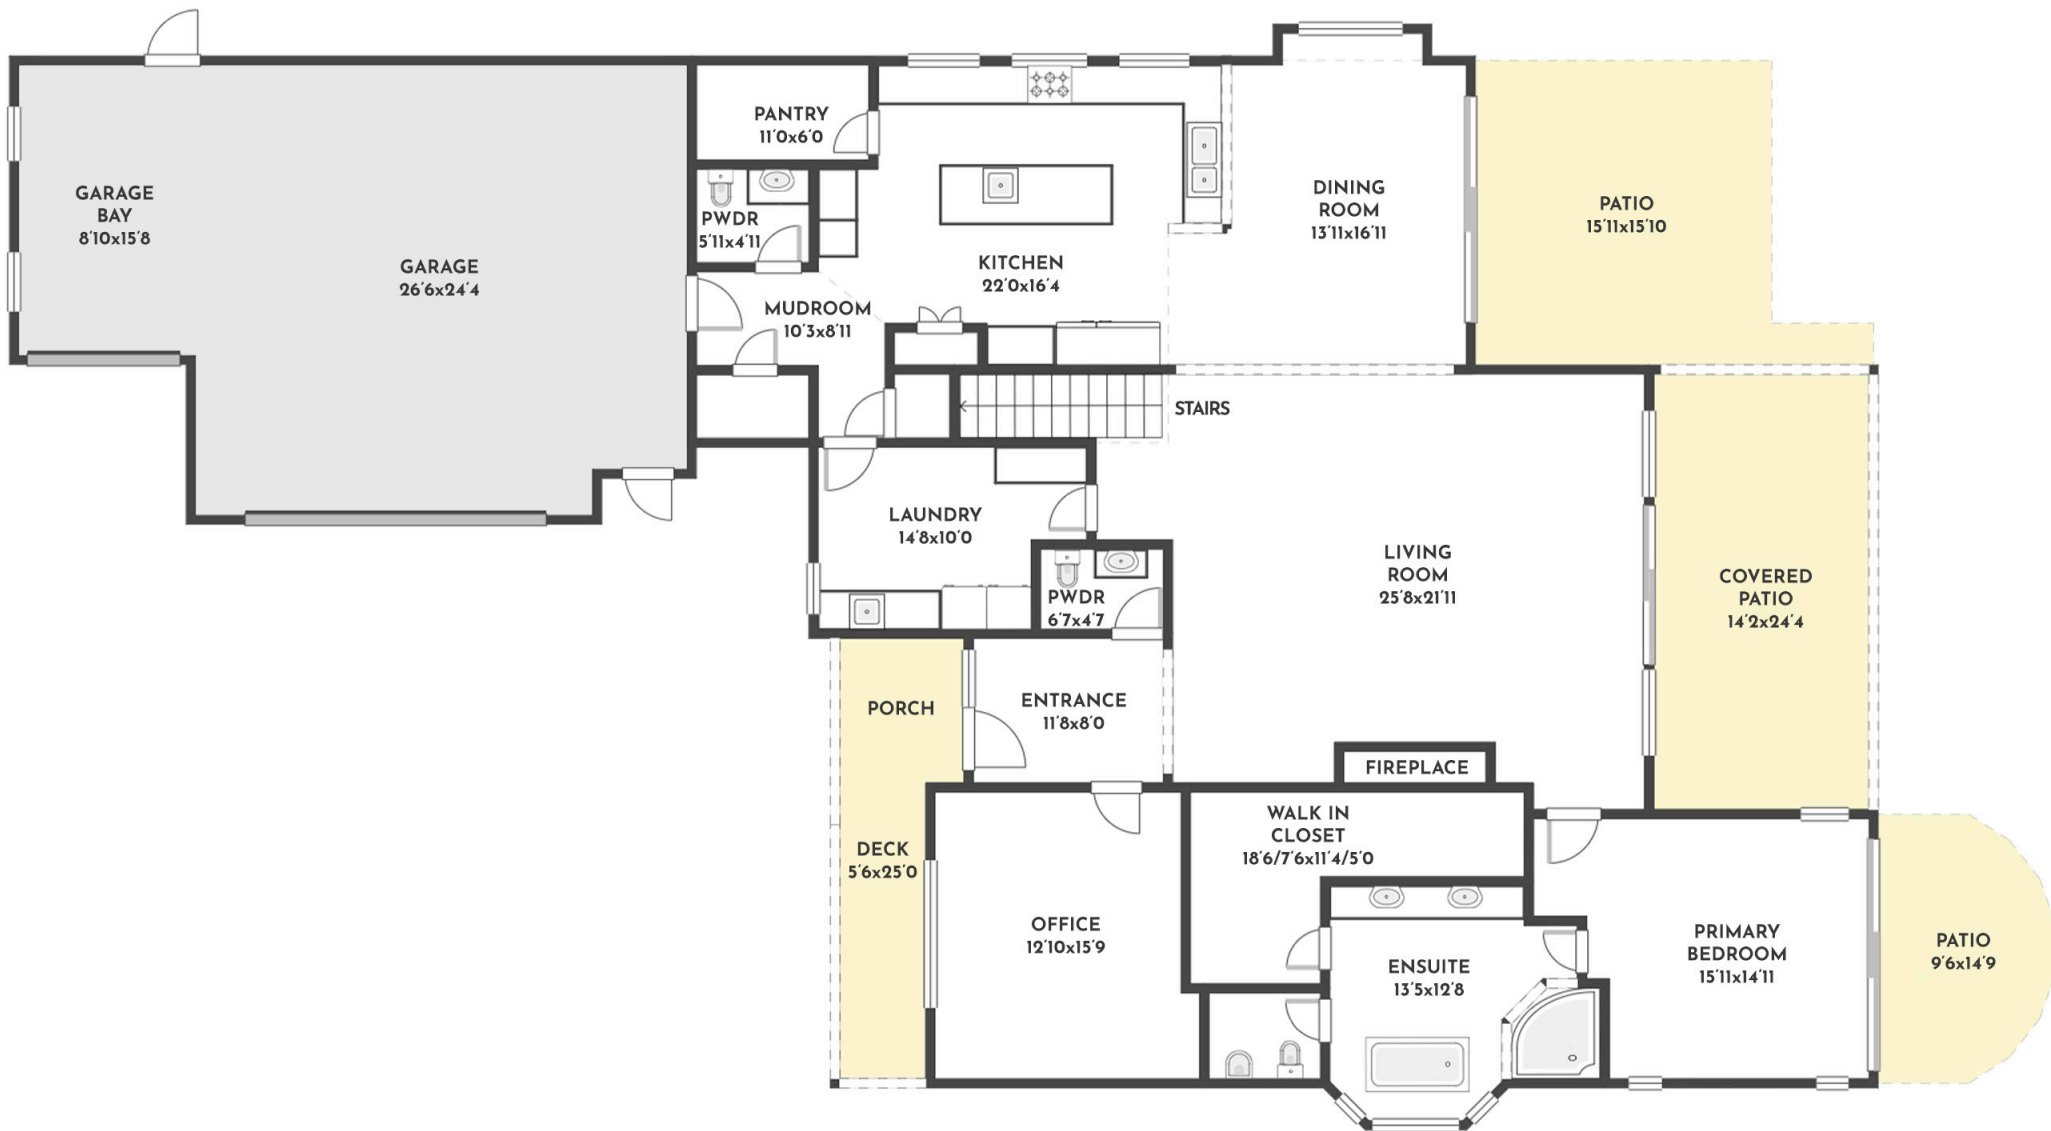 PANTRY
11'0x6'0
GARAGE
BAY
8'10x15'8
PWDR
5'11x4'11
DINING
ROOM
13'11x16'11
PATIO
15'11x15'10
GARAGE
26'6x24'4
KITCHEN
22'0x16'4
MUDROOM
10'3x8'11
STAIRS
LAUNDRY
14'8x10'0
LIVING
ROOM
25'8x21'11
COVERED
PATIO
14'2x24'4
PWDR
6'7x4'7
PORCH
ENTRANCE
11'8x8'0
FIREPLACE
WALK IN
CLOSET
18'6/7'6x11'4/5'0
DECK
5'6x25'0
OFFICE
12'10x15'9
ENSUITE
13'5x12'8
PRIMARY
BEDROOM
15'11x14'11
PATIO
9'6x14'9